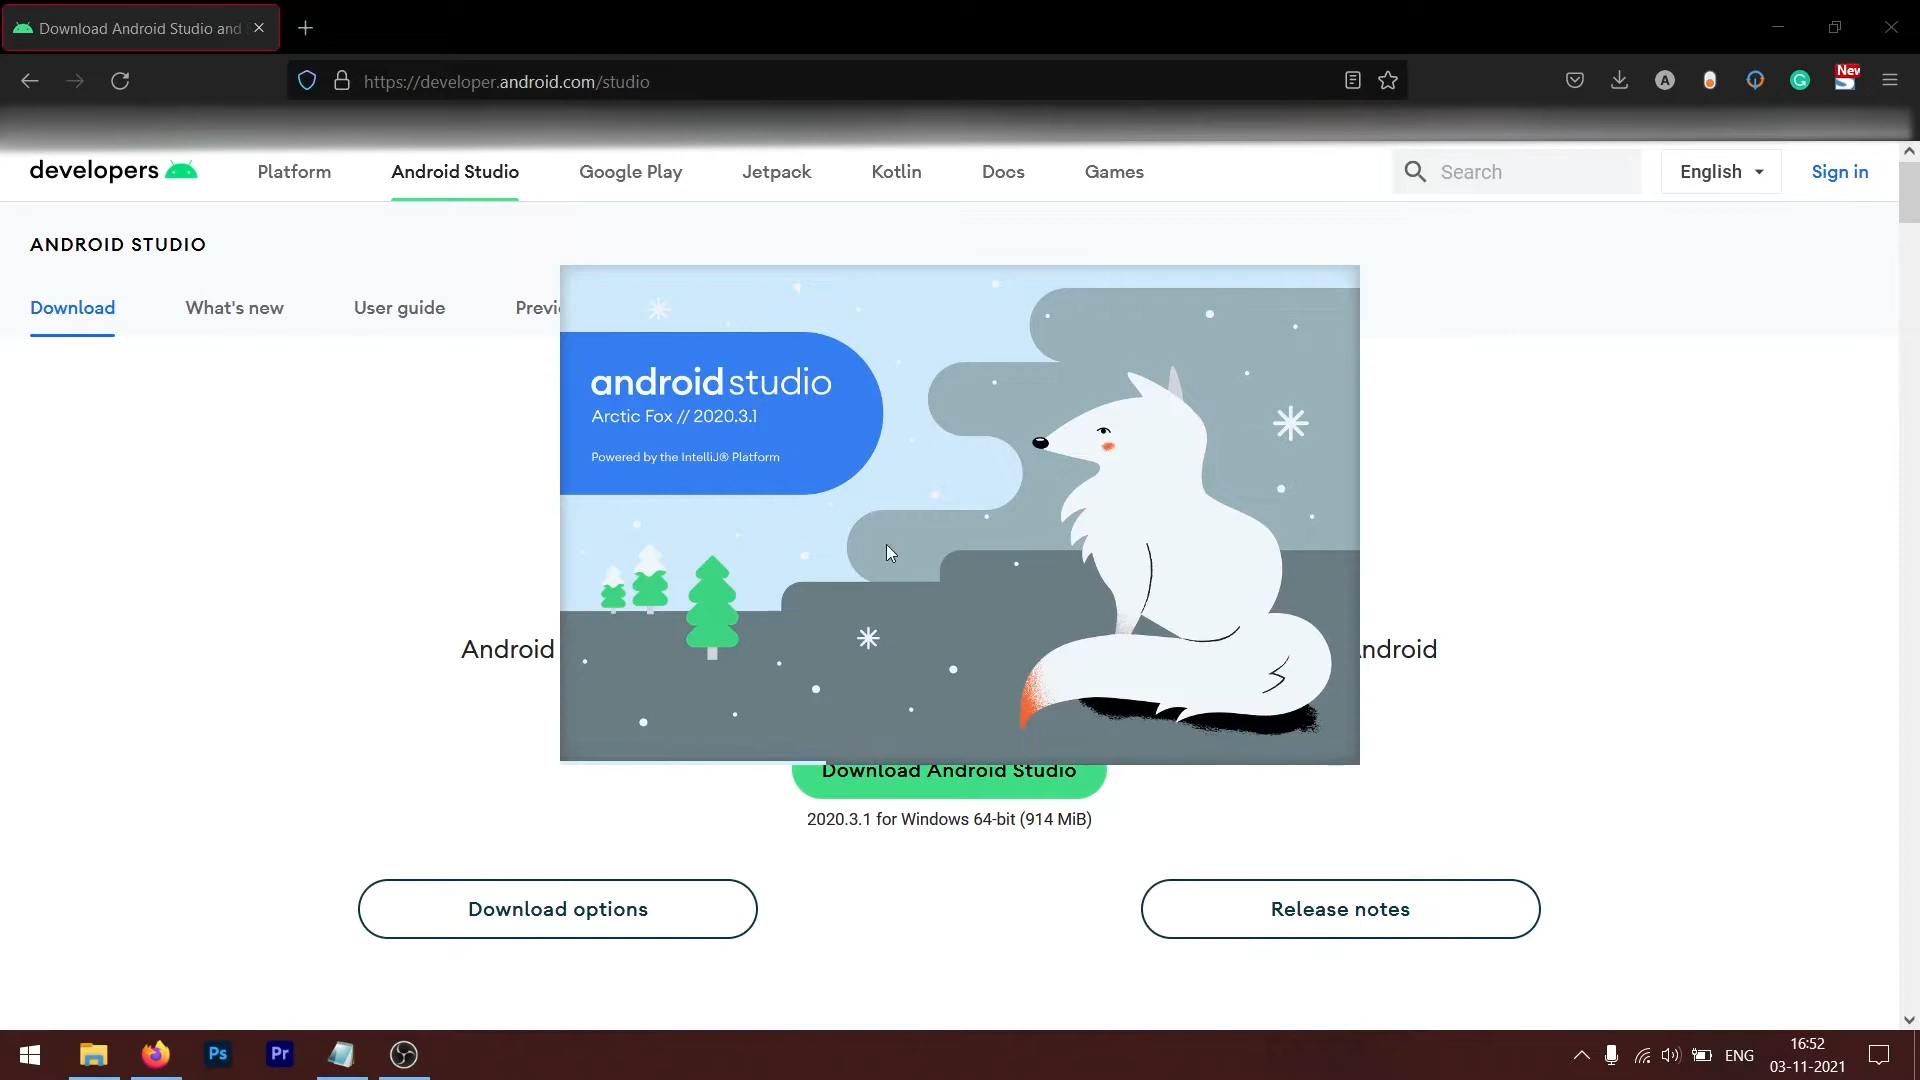 Download Android Studio and
https://developer.android.com/studio
New
developers
Platform
Android Studio
Google Play
Jetpack
Kotlin
Docs
Games
Search
English
Sign in
ANDROID STUDIO
Download
What's new
User guide
Previ
android studio
Arctic Fox // 2020.3.1
Powered by the IntelliJ® Platform
Android
ndroid
Download Android Studio
2020.3.1 for Windows 64-bit (914 MiB)
Download options
Release notes
Ps
Pr
ENG
16:52
03-11-2021